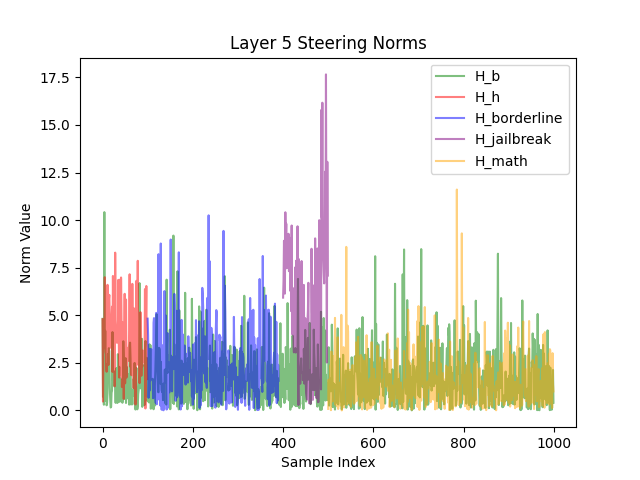 Layer 5 Steering Norms
Norm Value
17.5
15.0
12.5
10.0
7.5
5.0
2.5
0.0
H_b
H_h
H_borderline
H_jailbreak
H_math
0
200
400
600
800
1000
Sample Index